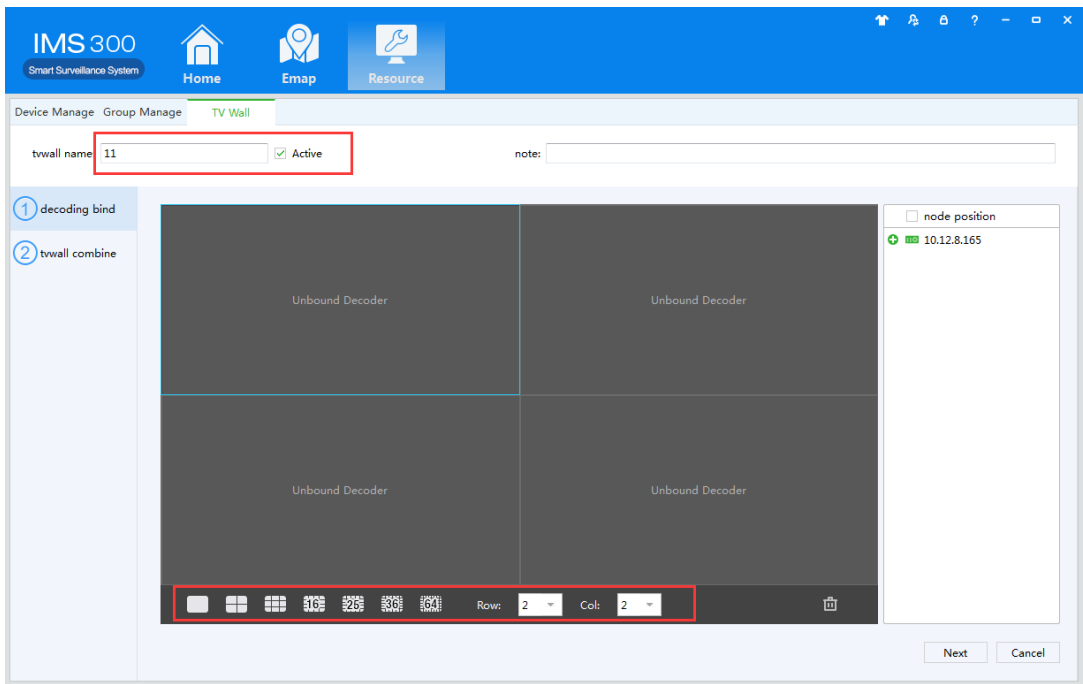 IMS 300
Smart Surveillance System
Home
Emap
Resource
?
Device Manage
Group Manage
TV Wall
tvwall name:
11
Active
note:
1 decoding bind
2 tvwall combine
Unbound Decoder
Unbound Decoder
Unbound Decoder
Unbound Decoder
node position
10.12.8.165
16
25
36
64
Row:
2
Col:
2
Next
Cancel